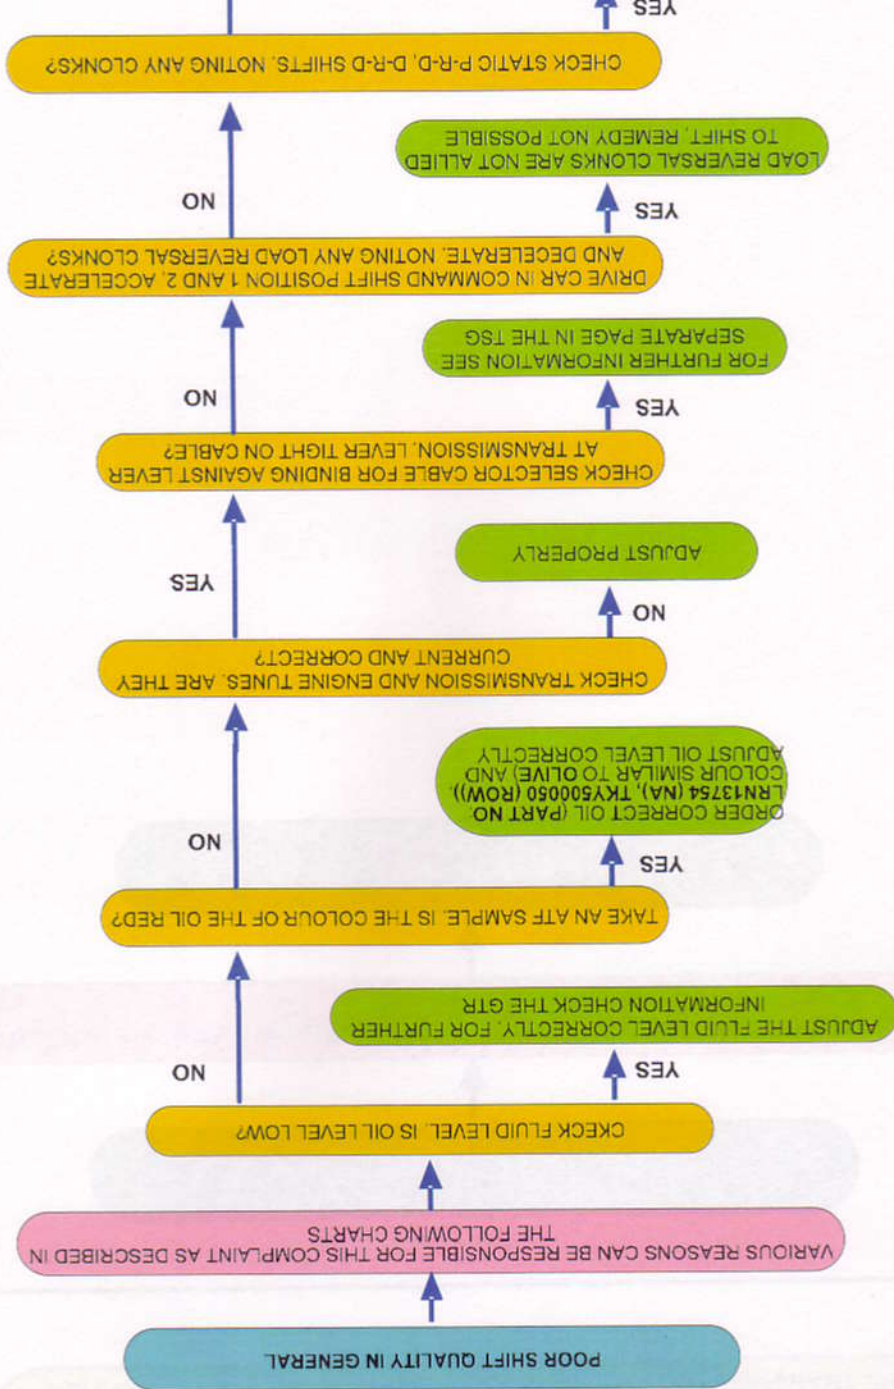 POOR SHIFT QUALITY IN GENERAL
VARIOUS REASONS CAN BE RESPONSIBLE FOR THIS COMPLAINT AS DESCRIBED IN
THE FOLLOWING CHARTS
CKECK FLUID LEVEL. IS OIL LEVEL LOW?
YES
NO
ADJUST THE FLUID LEVEL CORRECTLY. FOR FURTHER
INFORMATION CHECK THE GTR
TAKE AN ATF SAMPLE. IS THE COLOUR OF THE OIL RED?
YES
NO
ORDER CORRECT OIL (PART NO.
LRN13754 (NA), TKY500050 (ROW)).
COLOUR SIMILAR TO OLIVE) AND
ADJUST OIL LEVEL CORRECTLY
CHECK TRANSMISSION AND ENGINE TUNES. ARE THEY
CURRENT AND CORRECT?
NO
YES
ADJUST PROPERLY
CHECK SELECTOR CABLE FOR BINDING AGAINST LEVER
AT TRANSMISSION. LEVER TIGHT ON CABLE?
YES
NO
FOR FURTHER INFORMATION SEE
SEPARATE PAGE IN THE TSG
DRIVE CAR IN COMMAND SHIFT POSITION 1 AND 2, ACCELERATE
AND DECELERATE. NOTING ANY LOAD REVERSAL CLONKS?
YES
NO
LOAD REVERSAL CLONKS ARE NOT ALLIED
TO SHIFT, REMEDY NOT POSSIBLE
CHECK STATIC P-R-D, D-R-D SHIFTS. NOTING ANY CLONKS?
YES